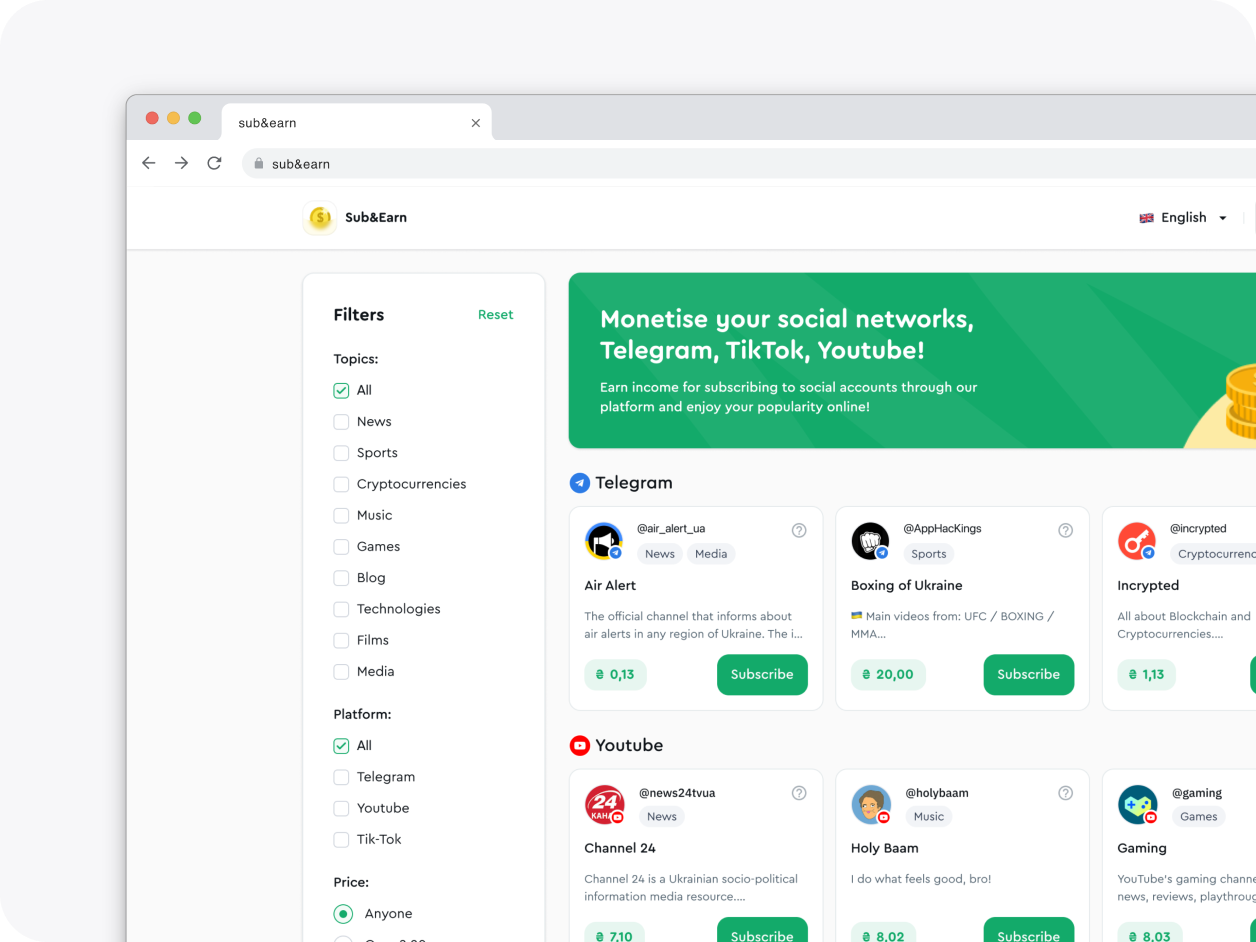 sub&earn
sub&earn
Sub&Earn
English
Filters
Reset
Topics:
All
News
Sports
Cryptocurrencies
Music
Games
Blog
Technologies
Films
Media
Platform:
All
Telegram
Youtube
Tik-Tok
Price:
Anyone
Monetise your social networks,
Telegram, TikTok, Youtube!
Earn income for subscribing to social accounts through our
platform and enjoy your popularity online!
Telegram
@air_alert_ua
News Media
Air Alert
The official channel that informs about
air alerts in any region of Ukraine. The i...
₴ 0,13
Subscribe
@AppHacKings
Sports
Boxing of Ukraine
Main videos from: UFC / BOXING /
MMA...
₴ 20,00
Subscribe
@incrypted
Cryptocurrenc
Incrypted
All about Blockchain and
Cryptocurrencies....
₴ 1,13
Youtube
@news24tvua
News
24
Channel 24
Channel 24 is a Ukrainian socio-political
information media resource....
₴ 7,10
Subscribe
@holybaam
Music
Holy Baam
I do what feels good, bro!
₴ 8,02
Subscribe
@gaming
Games
Gaming
YouTube's gaming channe
news, reviews, playthroug
₴ 8,03